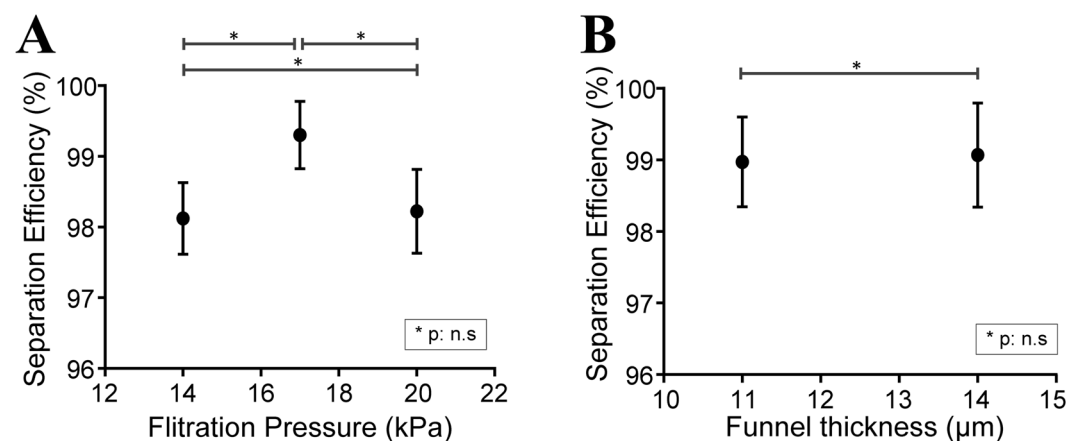 A
* *
*
Separation Efficiency (%)
100
99
98
97
96
12 14 16 18 20 22
Flitration Pressure (kPa)
* p: n.s
B
*
Separation Efficiency (%)
100
99
98
97
96
10 11 12 13 14 15
Funnel thickness (µm)
* p: n.s